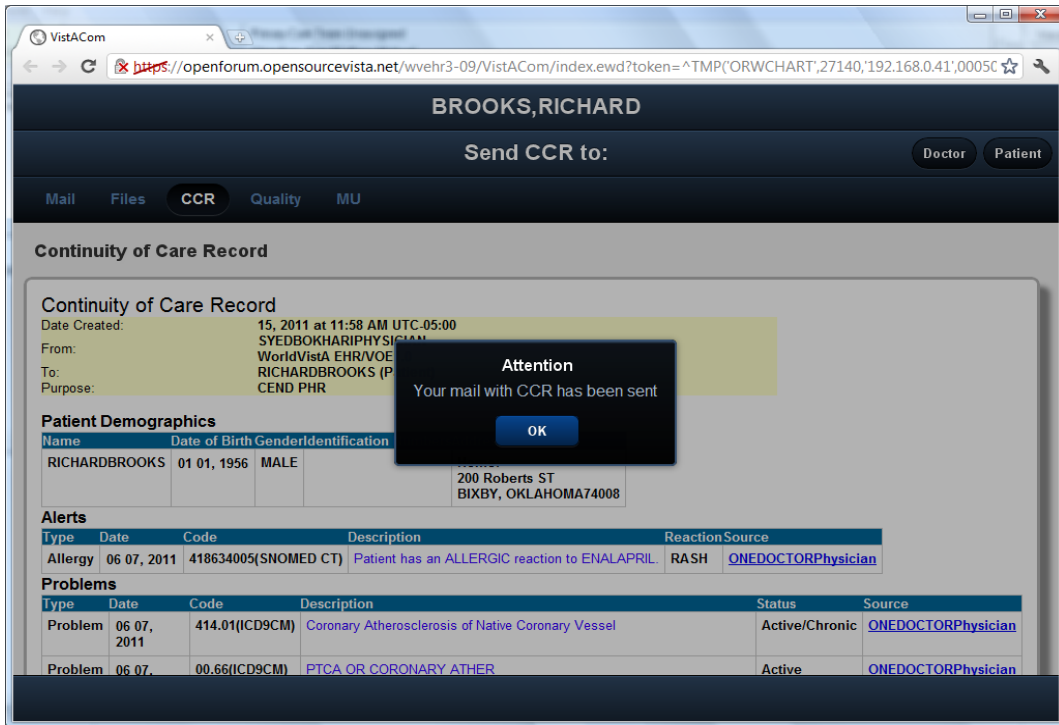 VistACom
https://openforum.opensourcevista.net/wvehr3-09/VistACom/index.ewd?token=^TMP('ORWCHART',27140,'192.168.0.41',0005C
BROOKS,RICHARD
Send CCR to:
Doctor Patient
Mail Files CCR Quality MU
Continuity of Care Record
Continuity of Care Record
Date Created: 15, 2011 at 11:58 AM UTC-05:00
From: SYEDBOKHARIPHYSICIAN
WorldVistA EHR/VOE
To: RICHARDBROOKS (P
Purpose: CEND PHR
Attention
Your mail with CCR has been sent
OK
Patient Demographics
Name Date of Birth Gender Identification
RICHARDBROOKS 01 01, 1956 MALE
200 Roberts ST
BIXBY, OKLAHOMA74008
Alerts
Type Date Code Description Reaction Source
Allergy 06 07, 2011 418634005(SNOMED CT) Patient has an ALLERGIC reaction to ENALAPRIL. RASH ONEDOCTORPhysician
Problems
Type Date Code Description Status Source
Problem 06 07, 2011 414.01(ICD9CM) Coronary Atherosclerosis of Native Coronary Vessel Active/Chronic ONEDOCTORPhysician
Problem 06 07, 00.66(ICD9CM) PTCA OR CORONARY ATHER Active ONEDOCTORPhysician